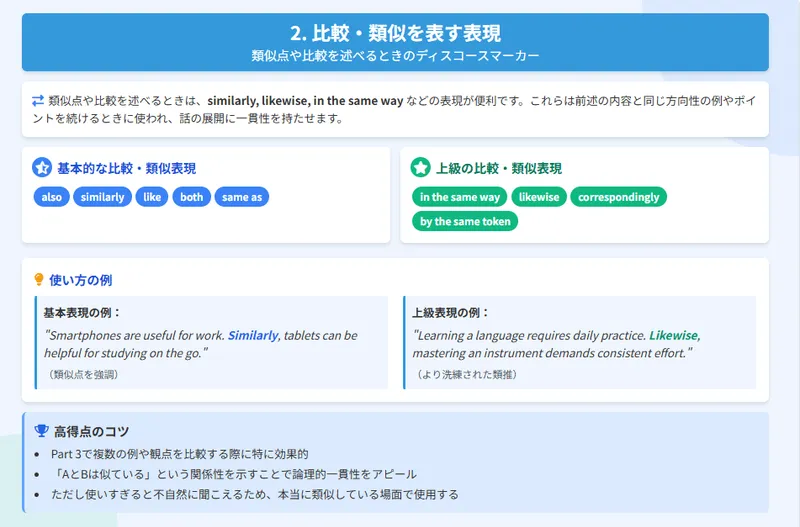 2. 比較・類似を表す表現
類似点や比較を述べるときのディスコースマーカー
類似点や比較を述べるときは、similarly, likewise, in the same way などの表現が便利です。これらは前述の内容と同じ方向性の例やポイ
ントを続けるときに使われ、話の展開に一貫性を持たせます。
基本的な比較・類似表現
also similarly like both same as
上級の比較・類似表現
in the same way likewise correspondingly
by the same token
使い方の例
基本表現の例：
"Smartphones are useful for work. Similarly, tablets can be
helpful for studying on the go."
（類似点を強調）
上級表現の例：
"Learning a language requires daily practice. Likewise,
mastering an instrument demands consistent effort."
（より洗練された類推）
高得点のコツ
Part 3で複数の例や観点を比較する際に特に効果的
「AとBは似ている」という関係性を示すことで論理的一貫性をアピール
ただし使いすぎると不自然に聞こえるため、本当に類似している場面で使用する